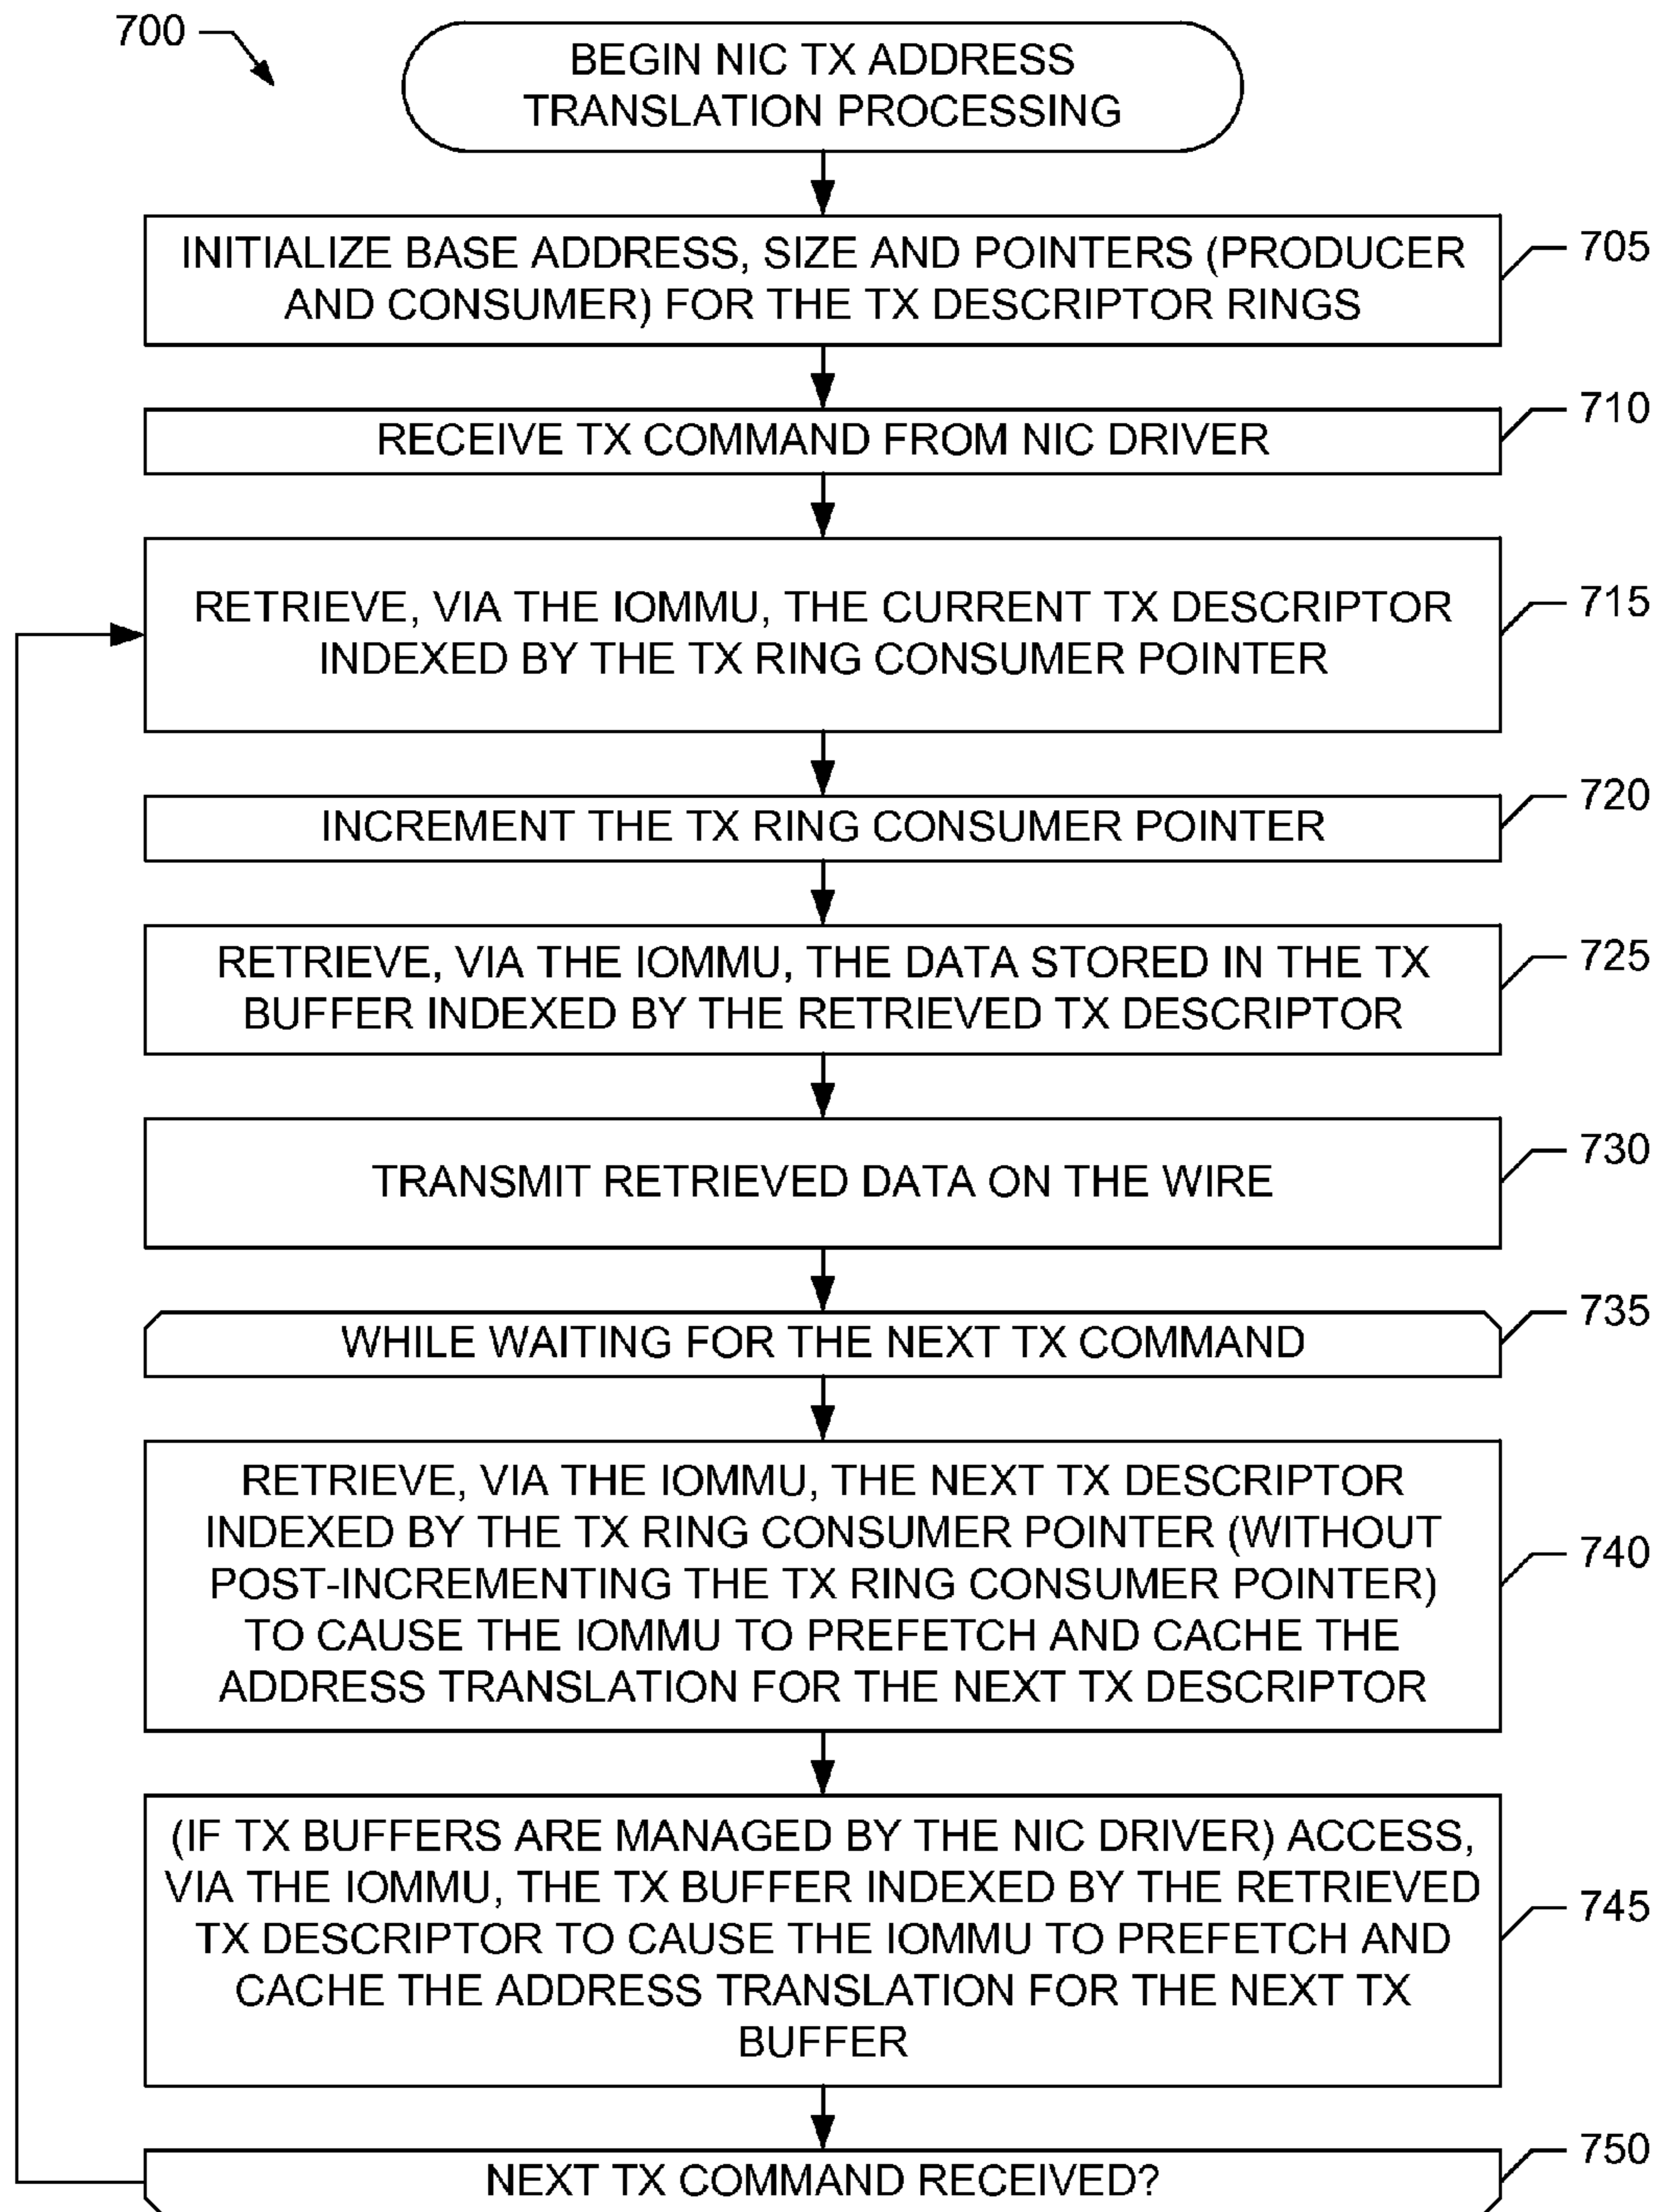 700
BEGIN NIC TX ADDRESS
TRANSLATION PROCESSING
INITIALIZE BASE ADDRESS, SIZE AND POINTERS (PRODUCER
AND CONSUMER) FOR THE TX DESCRIPTOR RINGS
705
RECEIVE TX COMMAND FROM NIC DRIVER
710
RETRIEVE, VIA THE IOMMU, THE CURRENT TX DESCRIPTOR
INDEXED BY THE TX RING CONSUMER POINTER
715
INCREMENT THE TX RING CONSUMER POINTER
720
RETRIEVE, VIA THE IOMMU, THE DATA STORED IN THE TX
BUFFER INDEXED BY THE RETRIEVED TX DESCRIPTOR
725
TRANSMIT RETRIEVED DATA ON THE WIRE
730
WHILE WAITING FOR THE NEXT TX COMMAND
735
RETRIEVE, VIA THE IOMMU, THE NEXT TX DESCRIPTOR
INDEXED BY THE TX RING CONSUMER POINTER (WITHOUT
POST-INCREMENTING THE TX RING CONSUMER POINTER)
TO CAUSE THE IOMMU TO PREFETCH AND CACHE THE
ADDRESS TRANSLATION FOR THE NEXT TX DESCRIPTOR
740
(IF TX BUFFERS ARE MANAGED BY THE NIC DRIVER) ACCESS,
VIA THE IOMMU, THE TX BUFFER INDEXED BY THE RETRIEVED
TX DESCRIPTOR TO CAUSE THE IOMMU TO PREFETCH AND
CACHE THE ADDRESS TRANSLATION FOR THE NEXT TX
BUFFER
745
NEXT TX COMMAND RECEIVED?
750